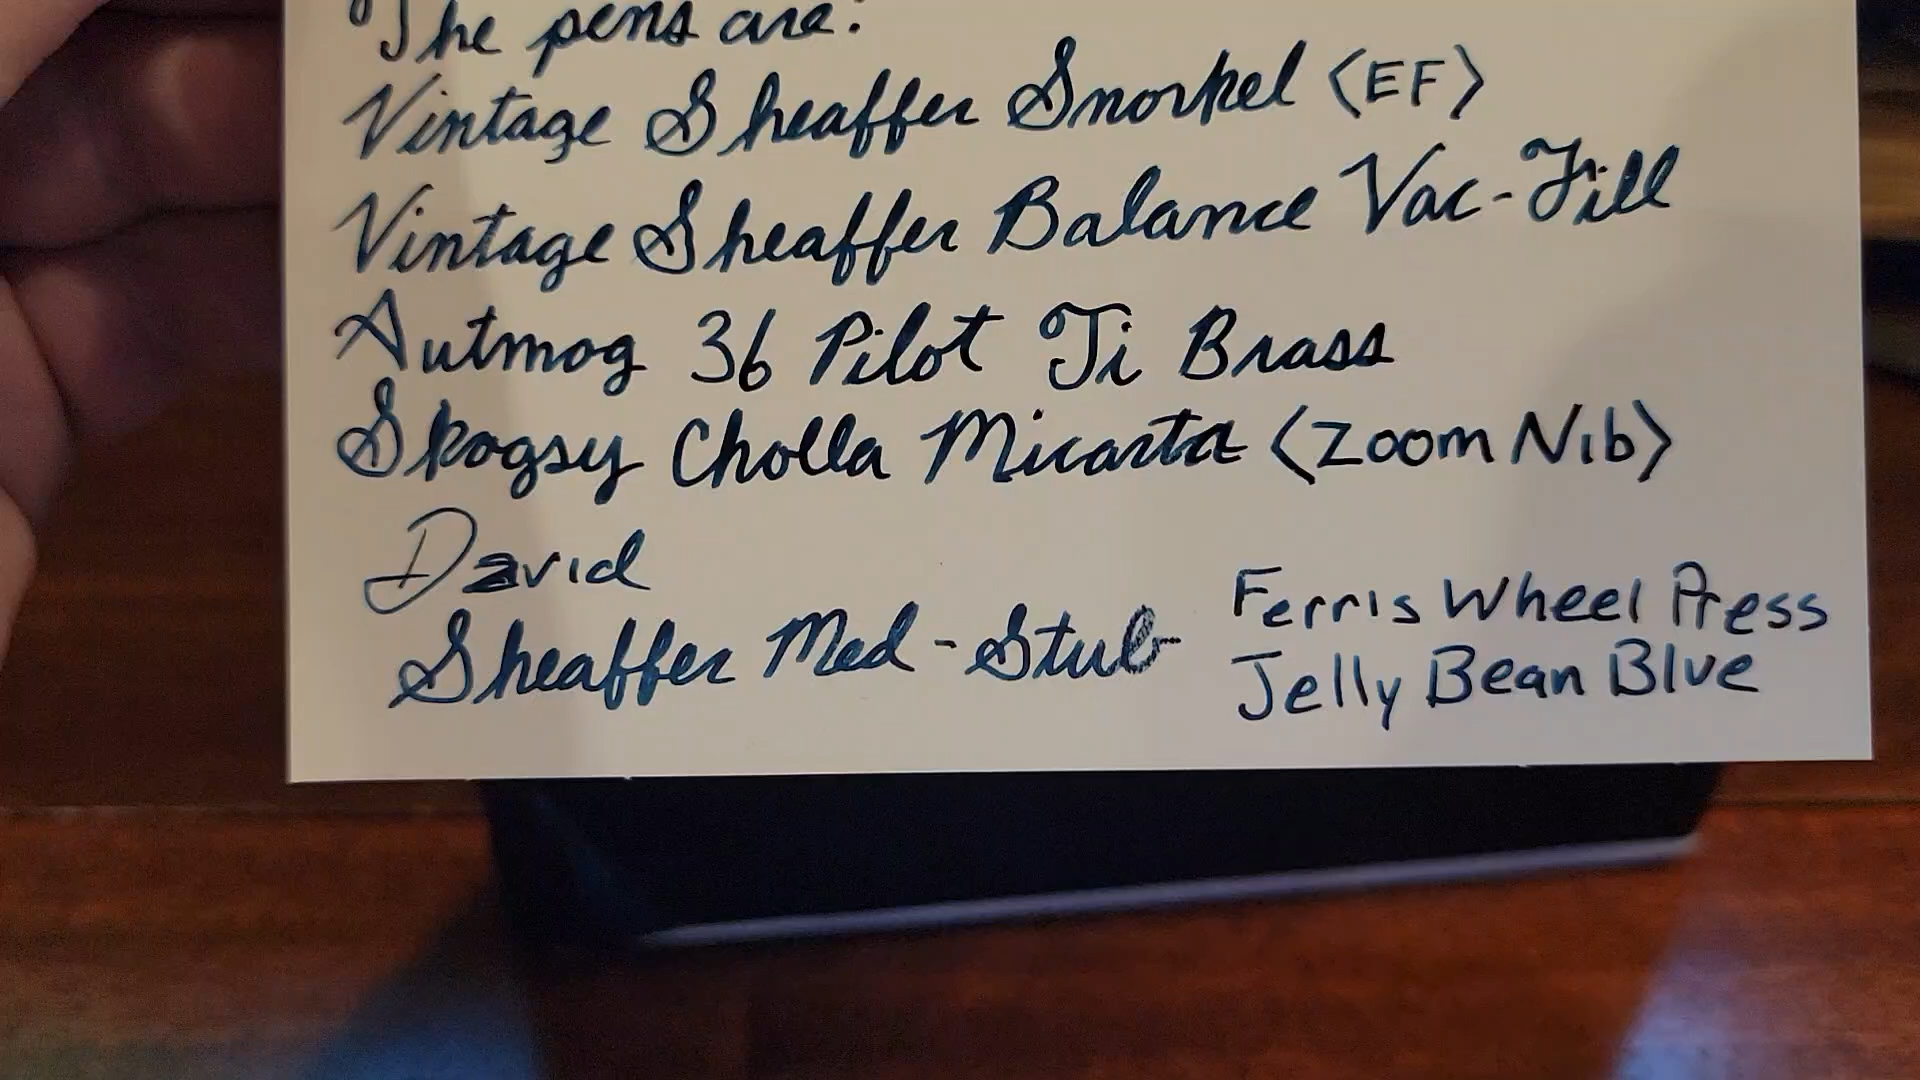 The pens are:
Vintage Sheaffer Snorkel <EF>
Vintage Sheaffer Balance Vac-Fill
Autmog 36 Pilot Ti Brass
Skogsy Cholla Micarta <Zoom Nib>
David
Sheaffer Med-Stub
Ferris Wheel Press
Jelly Bean Blue